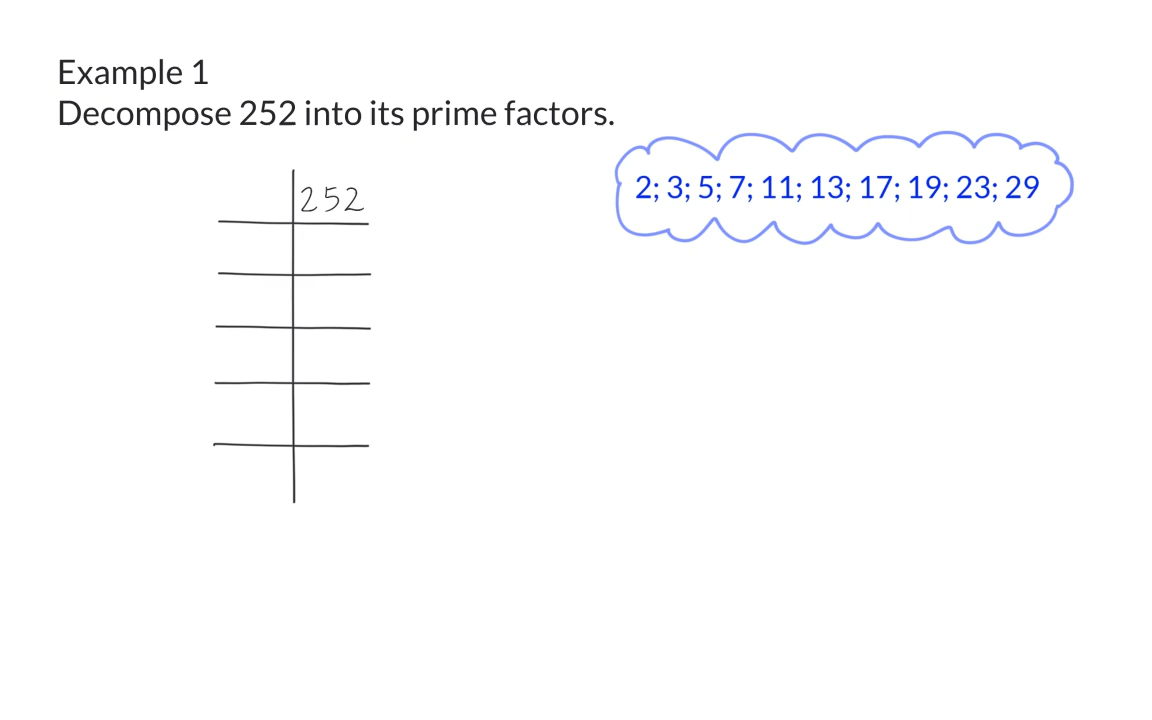 Example 1
Decompose 252 into its prime factors.
2; 3; 5; 7; 11; 13; 17; 19; 23; 29
252